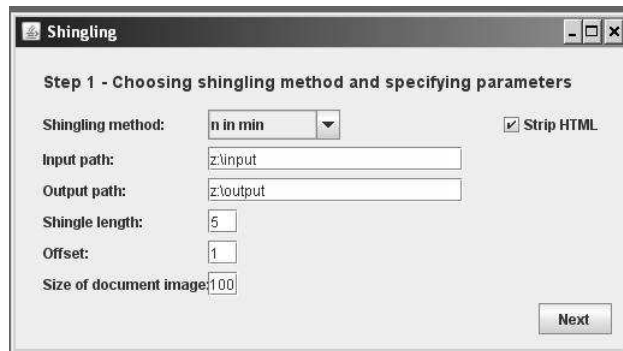 Shingling
Step 1 - Choosing shingling method and specifying parameters
Shingling method: n in min Strip HTML
Input path: z:\input
Output path: z:\output
Shingle length: 5
Offset: 1
Size of document image: 100
Next